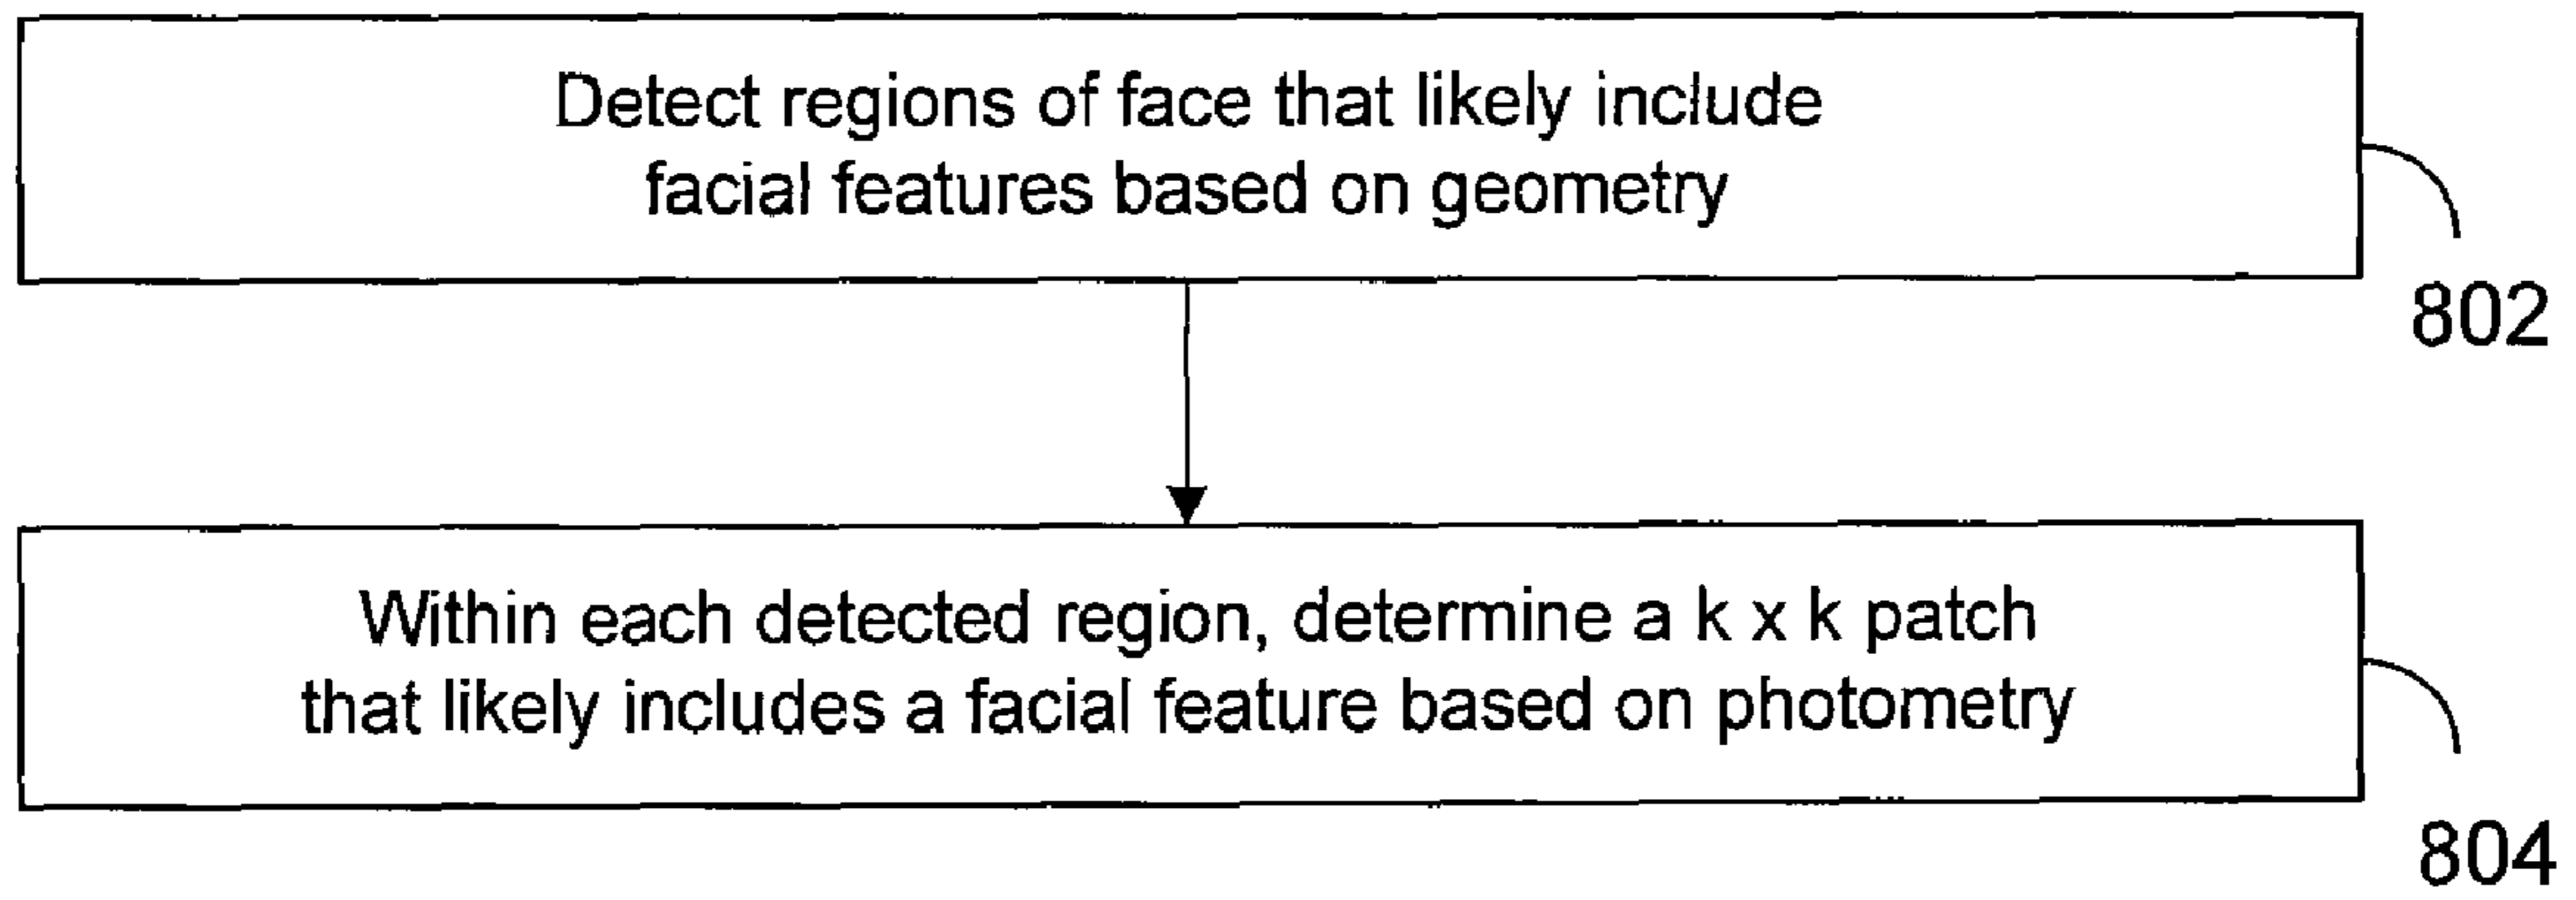 Detect regions of face that likely include
facial features based on geometry
802
Within each detected region, determine a k x k patch
that likely includes a facial feature based on photometry
804